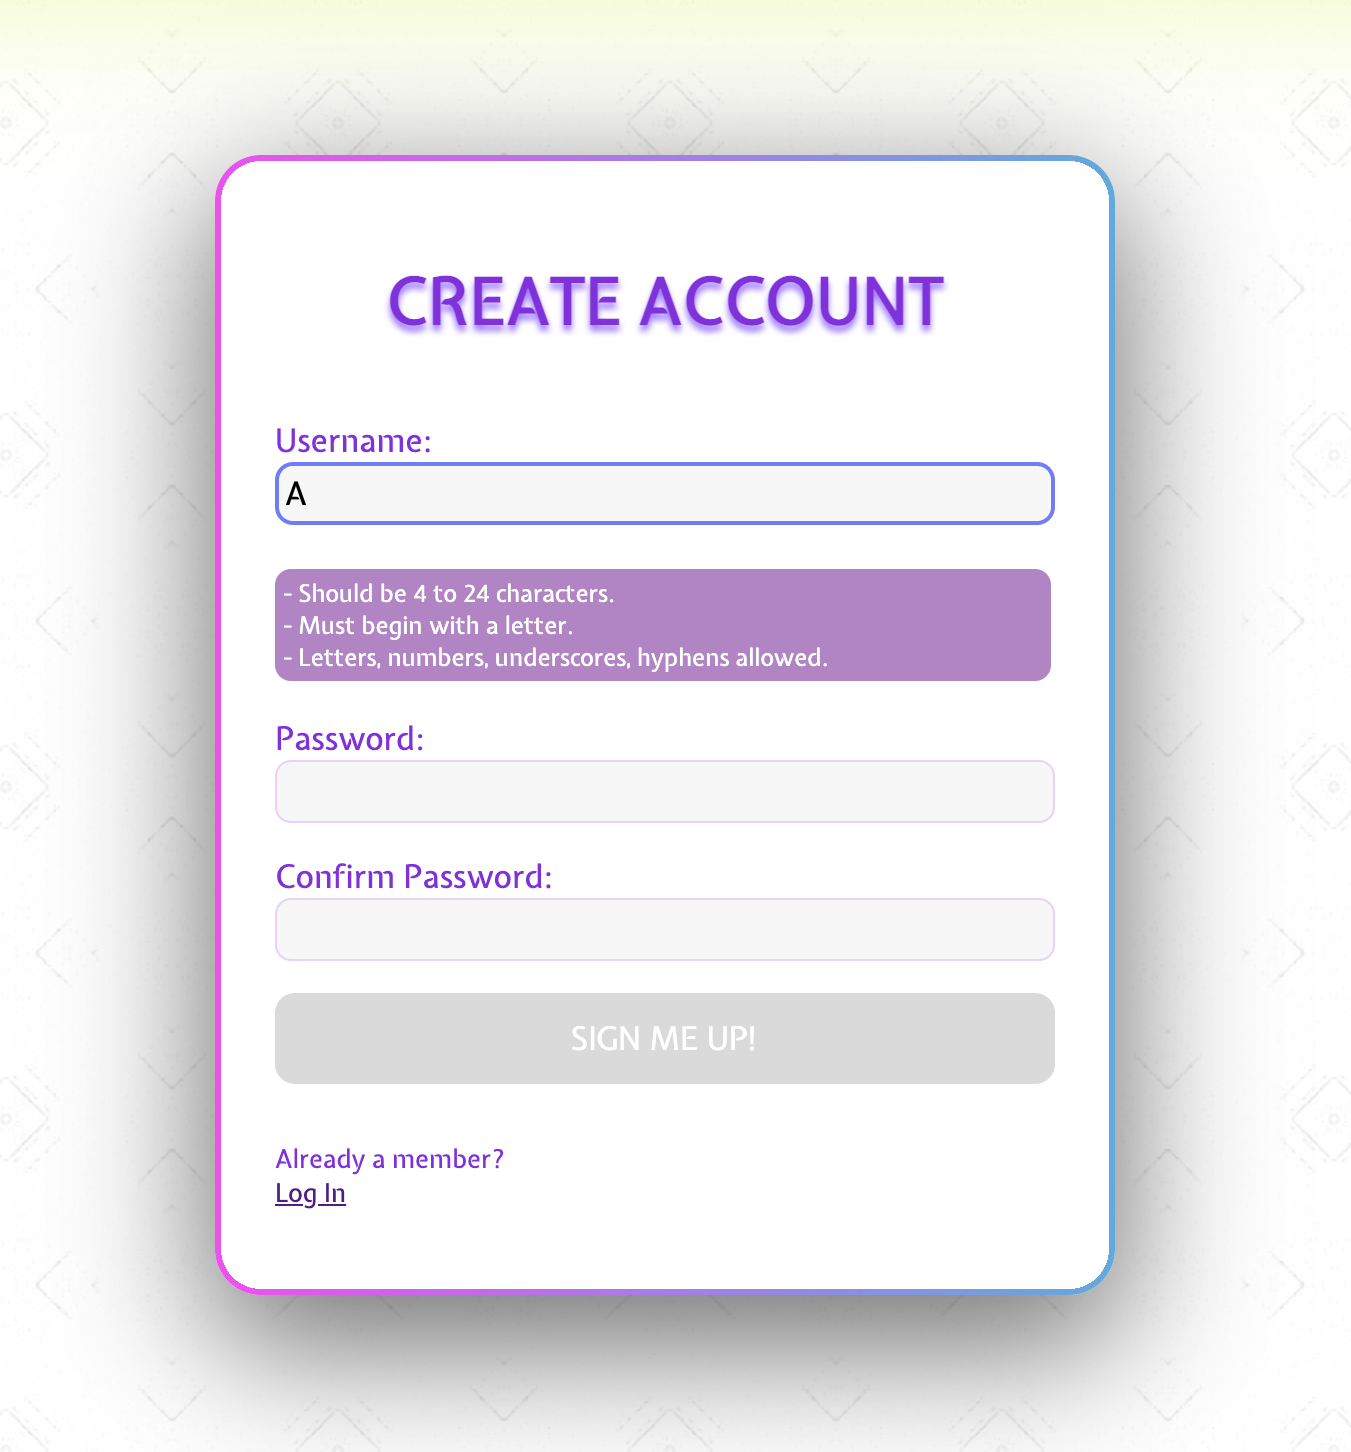 CREATE ACCOUNT
Username:
A
- Should be 4 to 24 characters.
- Must begin with a letter.
- Letters, numbers, underscores, hyphens allowed.
Password:
Confirm Password:
SIGN ME UP!
Already a member?
Log In